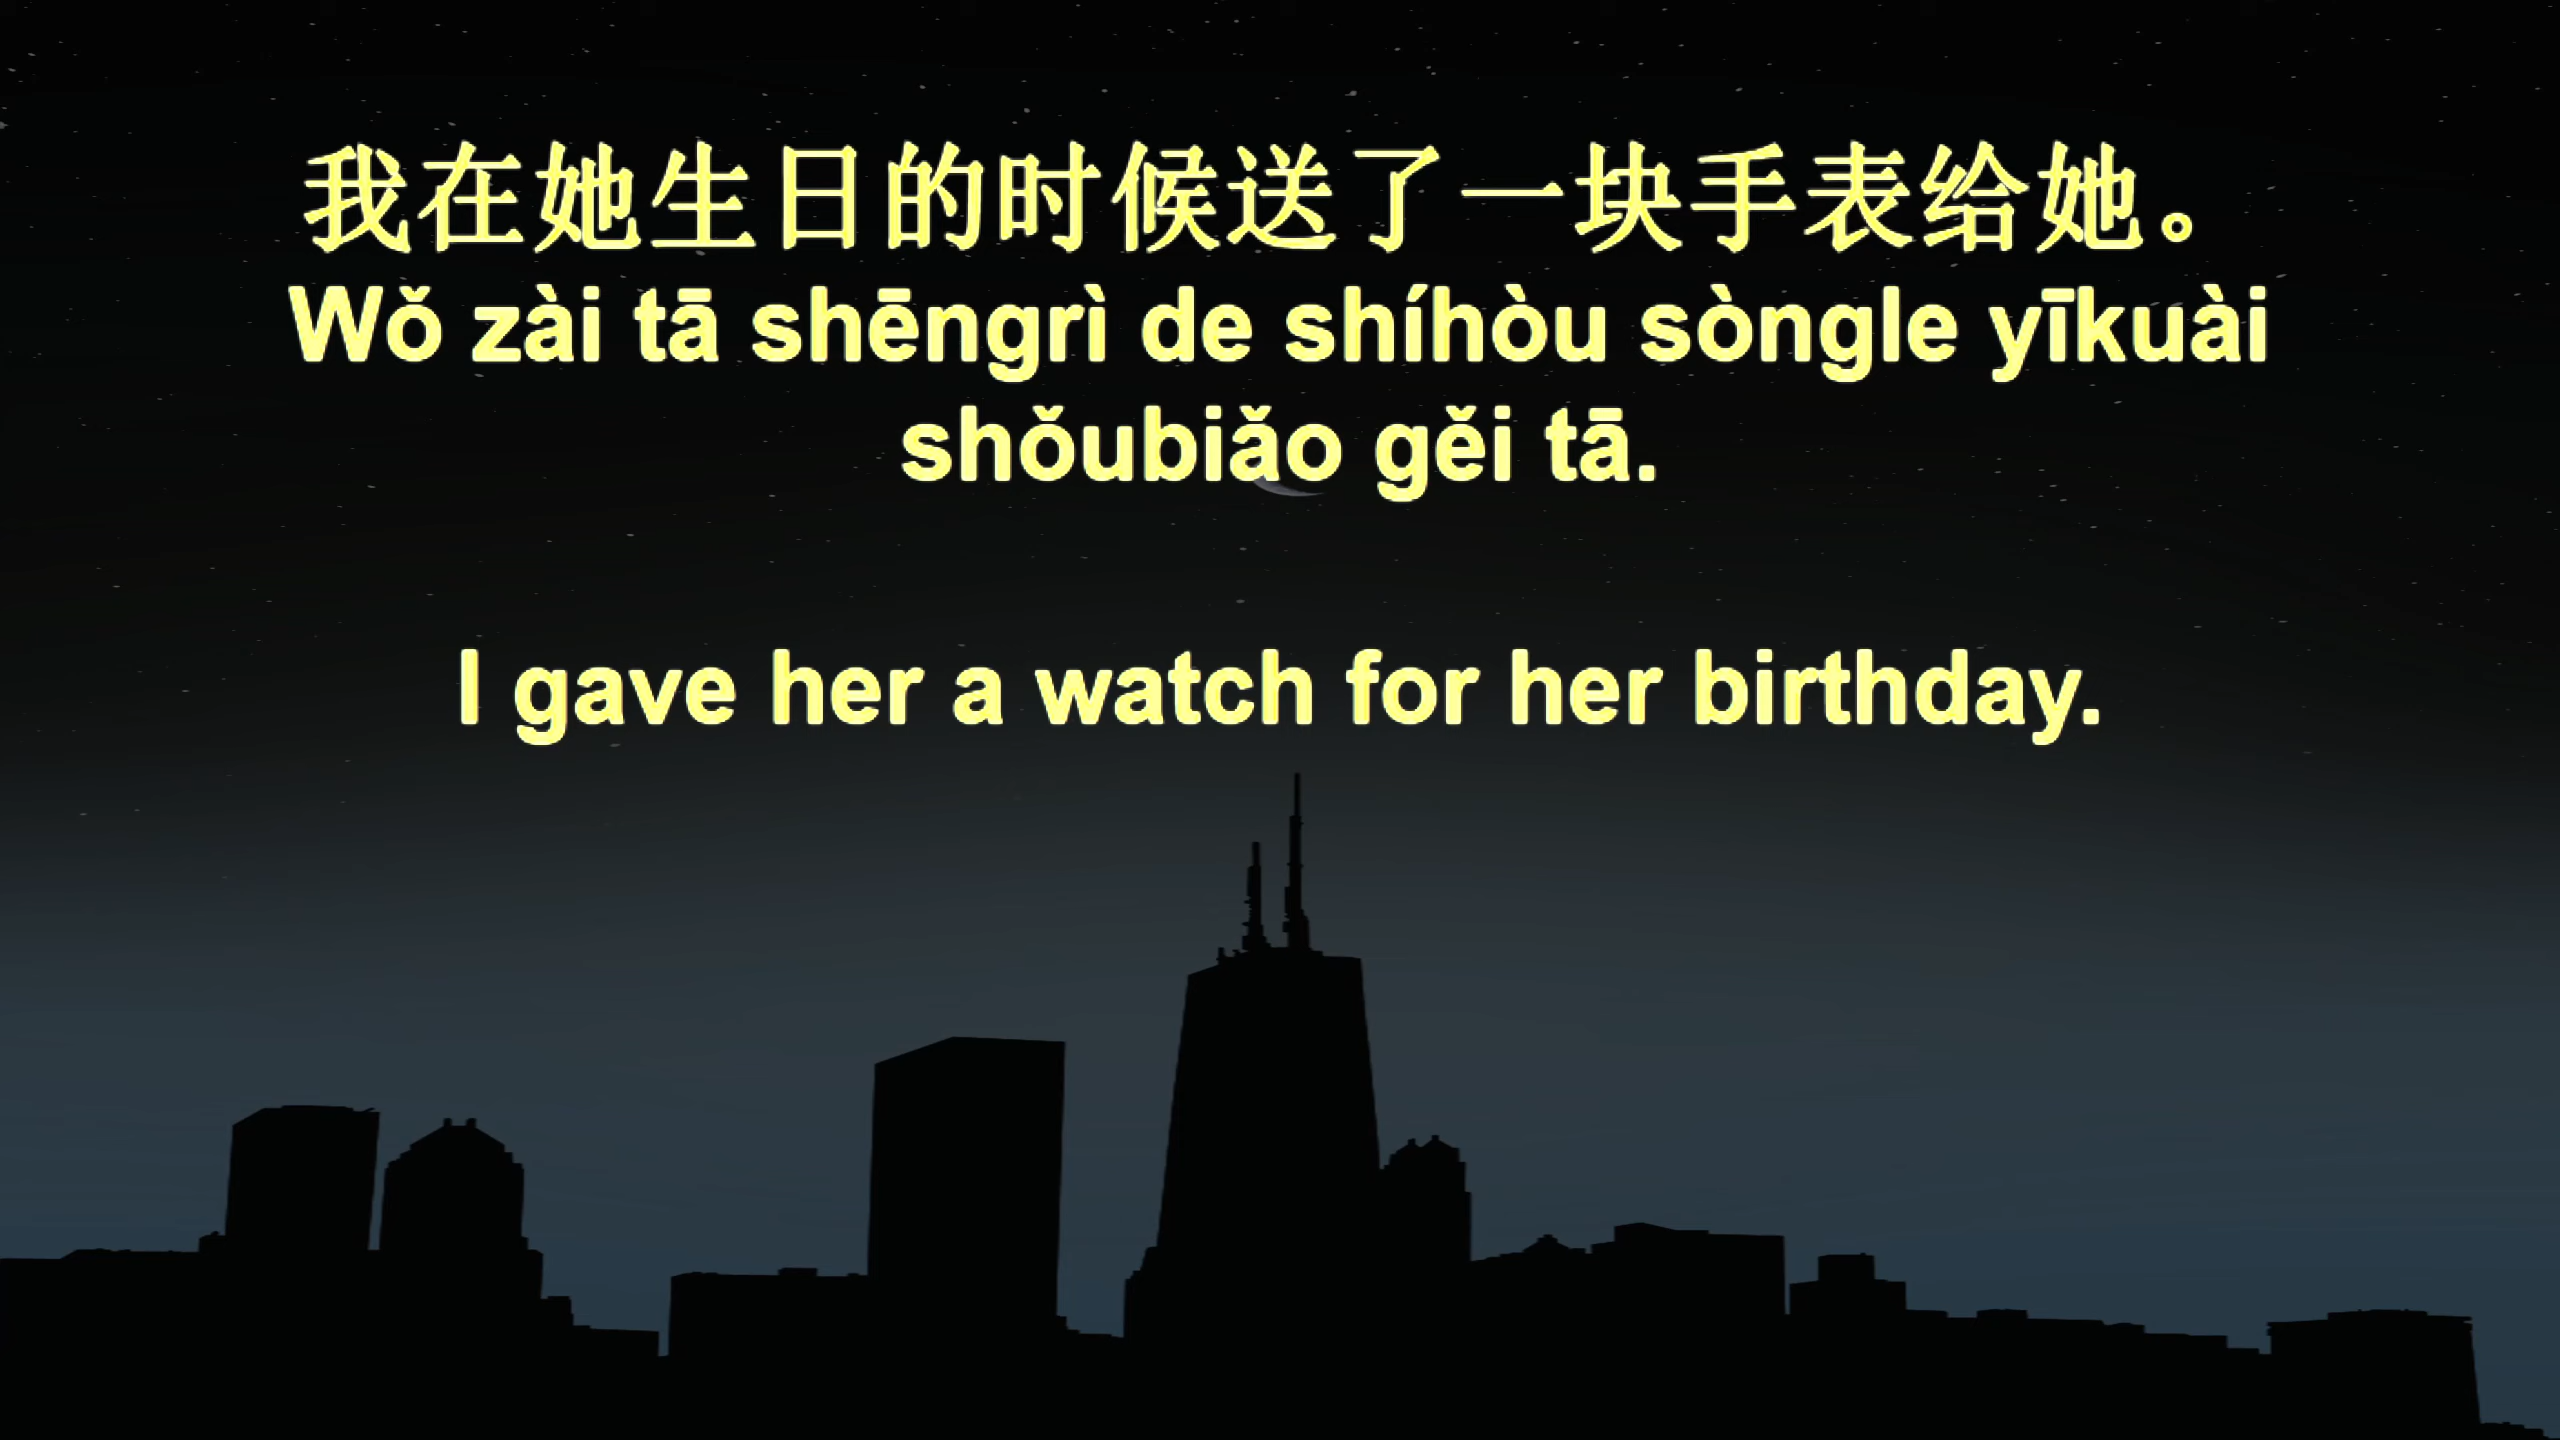 我在她生日的时候送了一块手表给她。
Wǒ zài tā shēngrì de shíhòu sòngle yīkuài
shǒubiǎo gěi tā.
I gave her a watch for her birthday.